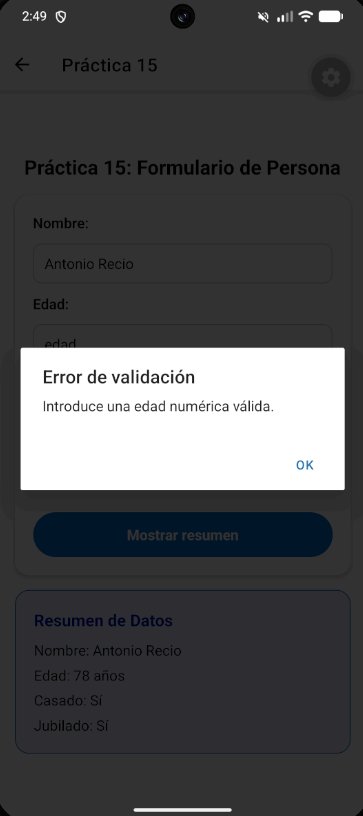 2:49
Práctica 15
Práctica 15: Formulario de Persona
Nombre:
Antonio Recio
Edad:
edad
Error de validación
Introduce una edad numérica válida.
OK
Mostrar resumen
Resumen de Datos
Nombre: Antonio Recio
Edad: 78 años
Casado: Sí
Jubilado: Sí